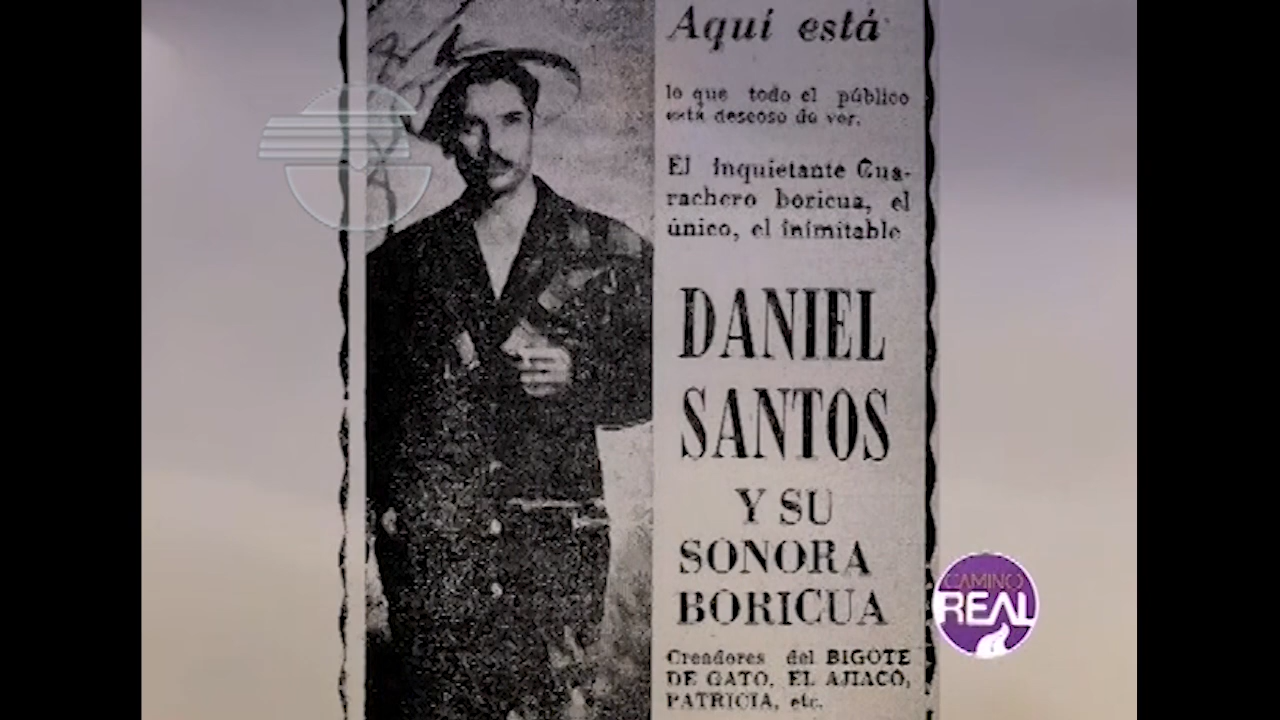 Aquí está
lo que todo el público
está deseoso de ver.
El Inquietante Gua-
rachero boricua, el
único, el inimitable
DANIEL
SANTOS
Y SU
SONORA
BORICUA
Creadores del BIGOTE
DE GATO, EL AJIACO,
PATRICIA, etc.
CAMINO
REAL